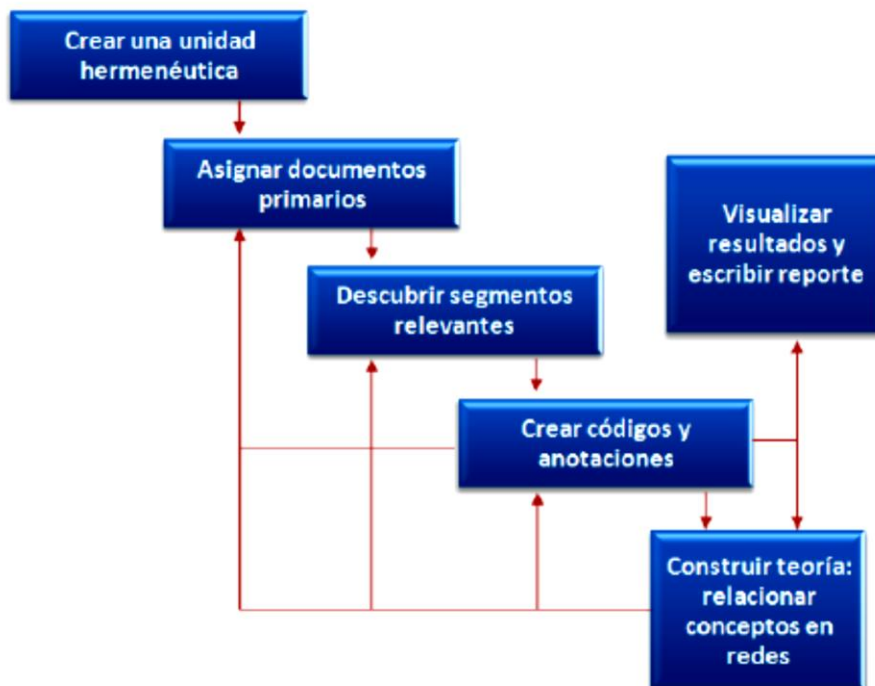 Crear una unidad
hermenéutica
Asignar documentos
primarios
Visualizar
resultados y
escribir reporte
Descubrir segmentos
relevantes
Crear códigos y
anotaciones
Construir teoría:
relacionar
conceptos en
redes